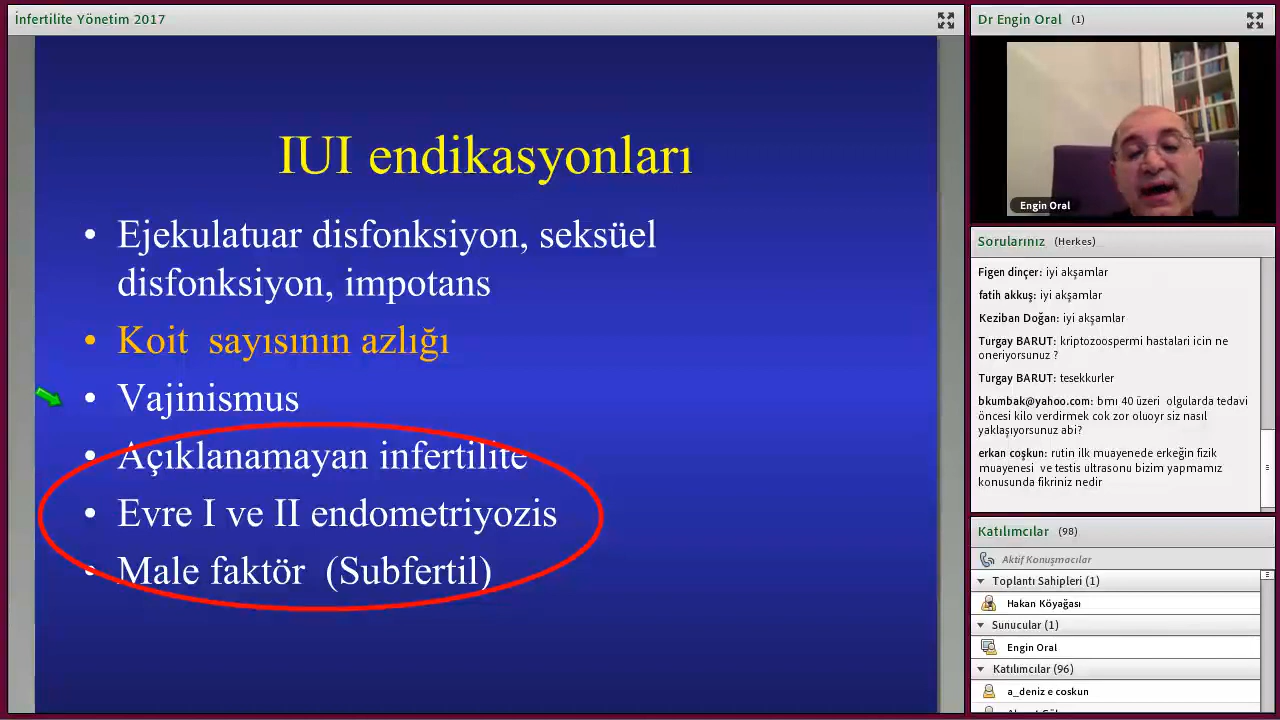 İnfertilite Yönetim 2017
IUI endikasyonları
• Ejekulatuar disfonksiyon, seksüel
disfonksiyon, impotans
• Koit sayısının azlığı
• Vajinismus
• Açıklanamayan infertilite
• Evre I ve II endometriyozis
• Male faktör (Subfertil)
Dr Engin Oral (1)
Engin Oral
Sorularınız (Herkes)
Figen dinçer: iyi akşamlar
fatih akkuş: iyi akşamlar
Keziban Doğan: iyi akşamlar
Turgay BARUT: kriptozoospermi hastalari icin ne
oneriyorsunuz ?
Turgay BARUT: tesekkurler
bkumbak@yahoo.com: bmı 40 üzeri olgularda tedavi
öncesi kilo verdirmek cok zor oluoyr siz nasıl
yaklaşıyorsunuz abi?
erkan coşkun: rutin ilk muayenede erkeğin fizik
muayenesi ve testis ultrasonu bizim yapmamız
konusunda fikriniz nedir
Katılımcılar (98)
Aktif Konuşmacılar
Toplantı Sahipleri (1)
Hakan Köyağası
Sunucular (1)
Engin Oral
Katılımcılar (96)
a_deniz e coskun